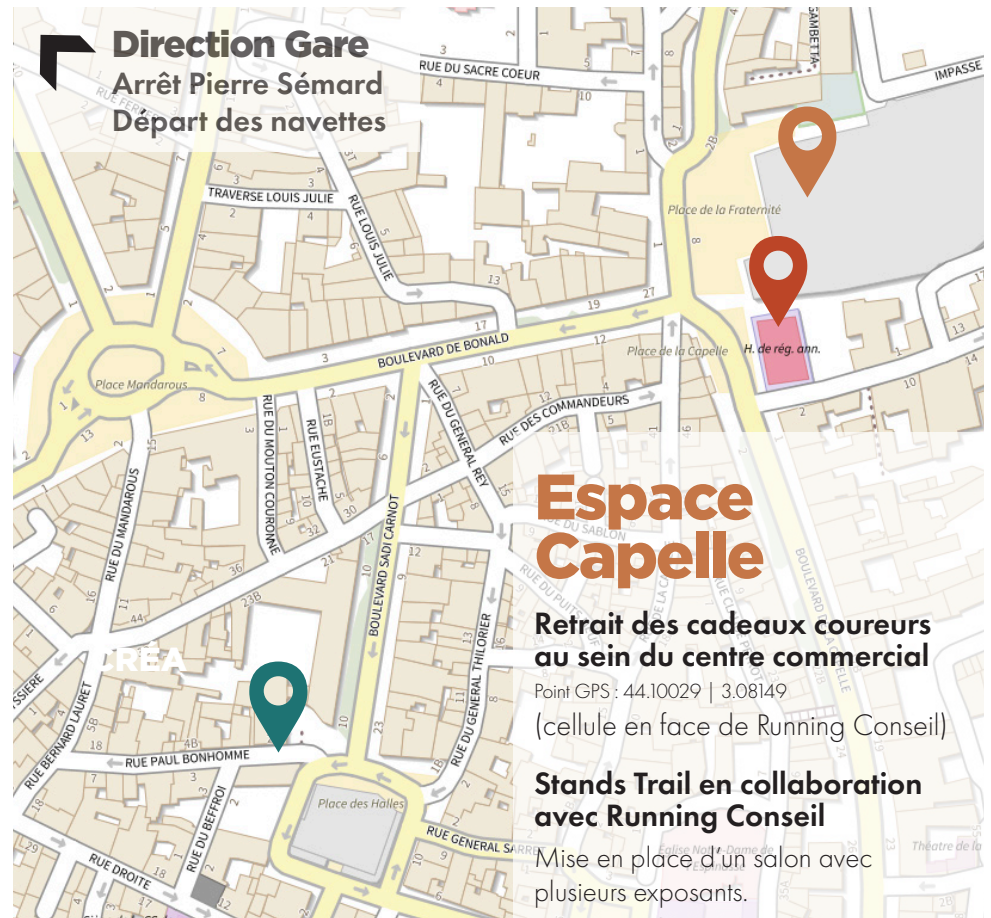 Direction Gare
Arrêt Pierre Sémard
Départ des navettes
GAMBETTA
IMPASSE
RUE DU SACRE COEUR
TRAVERSE LOUIS JULIE
RUE LOUIS JULIE
Place de la Fraternité
BOULEVARD DE BONALD
Place de la Capelle
H. de rég. ann.
Place Mandarous
RUE DU MANDAROUS
RUE DU MOUTON COURONNE
RUE EUSTACHE
RUE DES COMMANDEURS
RUE DU GENERAL REY
BOULEVARD SADI CARNOT
RUE DU GENERAL THILORIER
CRÉA
RUE BERNARD LAURET
RUE PAUL BONHOMME
RUE DU BEFFROI
RUE DROITE
Place des Halles
RUE GENERAL SARRE
Espace
Capelle
Retrait des cadeaux coureurs
au sein du centre commercial
Point GPS : 44.10029 | 3.08149
(cellule en face de Running Conseil)
Stands Trail en collaboration
avec Running Conseil
Mise en place d'un salon avec
plusieurs exposants.